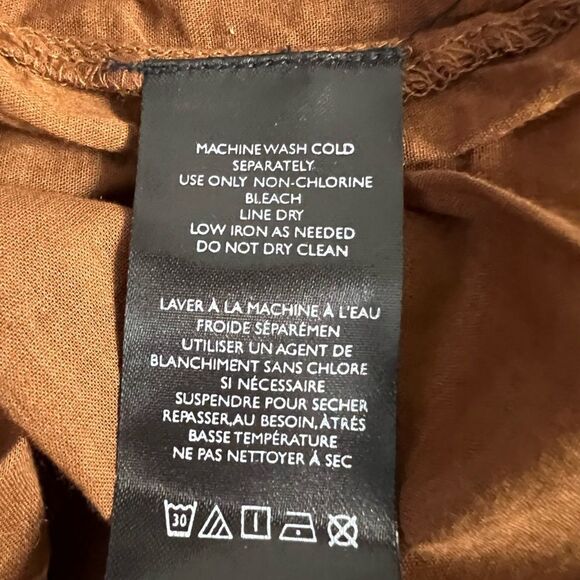 MACHINE WASH COLD
SEPARATELY
USE ONLY NON-CHLORINE
BLEACH
LINE DRY
LOW IRON AS NEEDED
DO NOT DRY CLEAN
LAVER À LA MACHINE À L'EAU
FROIDE SÉPARÉMEN
UTILISER UN AGENT DE
BLANCHIMENT SANS CHLORE
SI NÉCESSAIRE
SUSPENDRE POUR SECHER
REPASSER,AU BESOIN,ÀTRÉS
BASSE TEMPÉRATURE
NE PAS NETTOYER À SEC
30